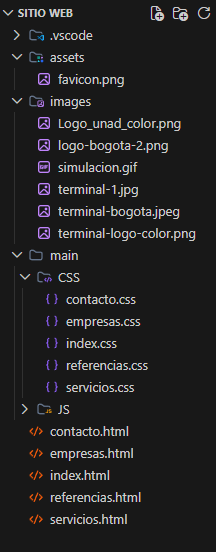 SITIO WEB
.vscode
assets
favicon.png
images
Logo_unad_color.png
logo-bogota-2.png
simulacion.gif
terminal-1.jpg
terminal-bogota.jpeg
terminal-logo-color.png
main
CSS
contacto.css
empresas.css
index.css
referencias.css
servicios.css
JS
contacto.html
empresas.html
index.html
referencias.html
servicios.html